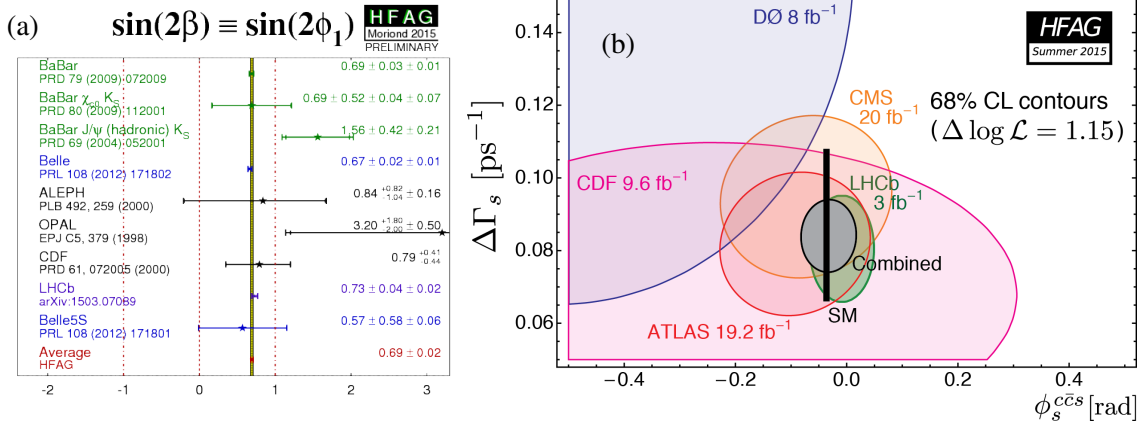 (a) sin(2β) ≡ sin(2ϕ₁)
HFAG
Moriond 2015
PRELIMINARY
BaBar
PRD 79 (2009) 072009
0.69 ± 0.03 ± 0.01
BaBar χc0 KS
PRD 80 (2009) 112001
0.69 ± 0.52 ± 0.04 ± 0.07
BaBar J/ψ (hadronic) KS
PRD 69 (2004) 052001
1.56 ± 0.42 ± 0.21
Belle
PRL 108 (2012) 171802
0.67 ± 0.02 ± 0.01
ALEPH
PLB 492, 259 (2000)
0.84 +0.82 -1.04 ± 0.16
OPAL
EPJ C5, 379 (1998)
3.20 +1.80 -2.00 ± 0.50
CDF
PRD 61, 072005 (2000)
0.79 +0.41 -0.44
LHCb
arXiv:1503.07089
0.73 ± 0.04 ± 0.02
Belle5S
PRL 108 (2012) 171801
0.57 ± 0.58 ± 0.06
Average
HFAG
0.69 ± 0.02
-2 -1 0 1 2 3
(b)
DØ 8 fb⁻¹
HFAG
Summer 2015
CMS
20 fb⁻¹
68% CL contours
(Δ log ℒ = 1.15)
CDF 9.6 fb⁻¹
LHCb
3 fb⁻¹
Combined
SM
ATLAS 19.2 fb⁻¹
0.14
0.12
0.10
0.08
0.06
ΔΓs [ps⁻¹]
−0.4 −0.2 0.0 0.2 0.4
ϕs^cc̄s [rad]